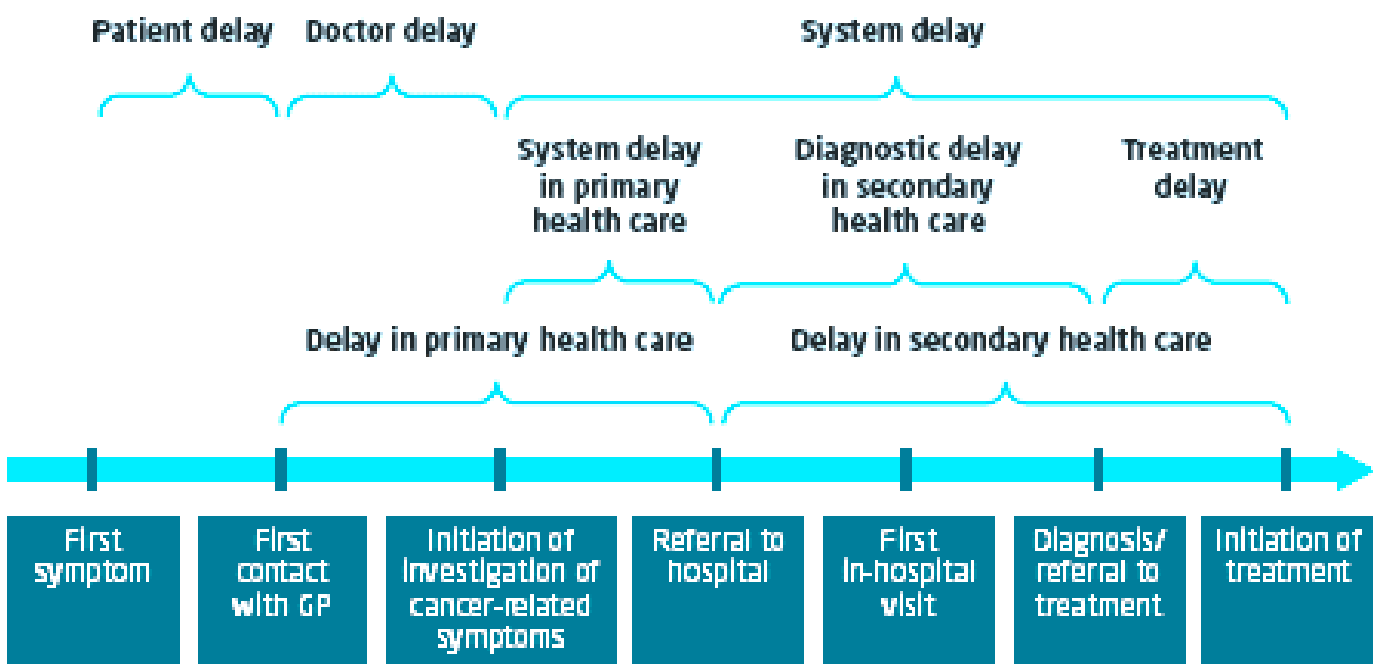 Patient delay Doctor delay System delay
System delay Diagnostic delay Treatment
in primary in secondary delay
health care health care
Delay in primary health care Delay in secondary health care
First
symptom
First
contact
with GP
Initiation of
investigation of
cancer-related
symptoms
Referral to
hospital
First
in-hospital
visit
Diagnosis/
referral to
treatment
Initiation of
treatment